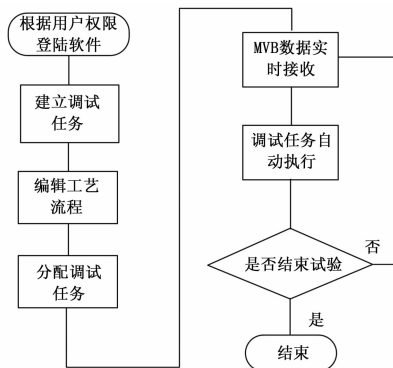 根据用户权限
登陆软件
建立调试
任务
编辑工艺
流程
分配调试
任务
MVB数据实
时接收
调试任务自
动执行
是否结束试验
否
是
结束